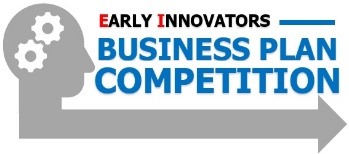 EARLY INNOVATORS
BUSINESS PLAN
COMPETITION